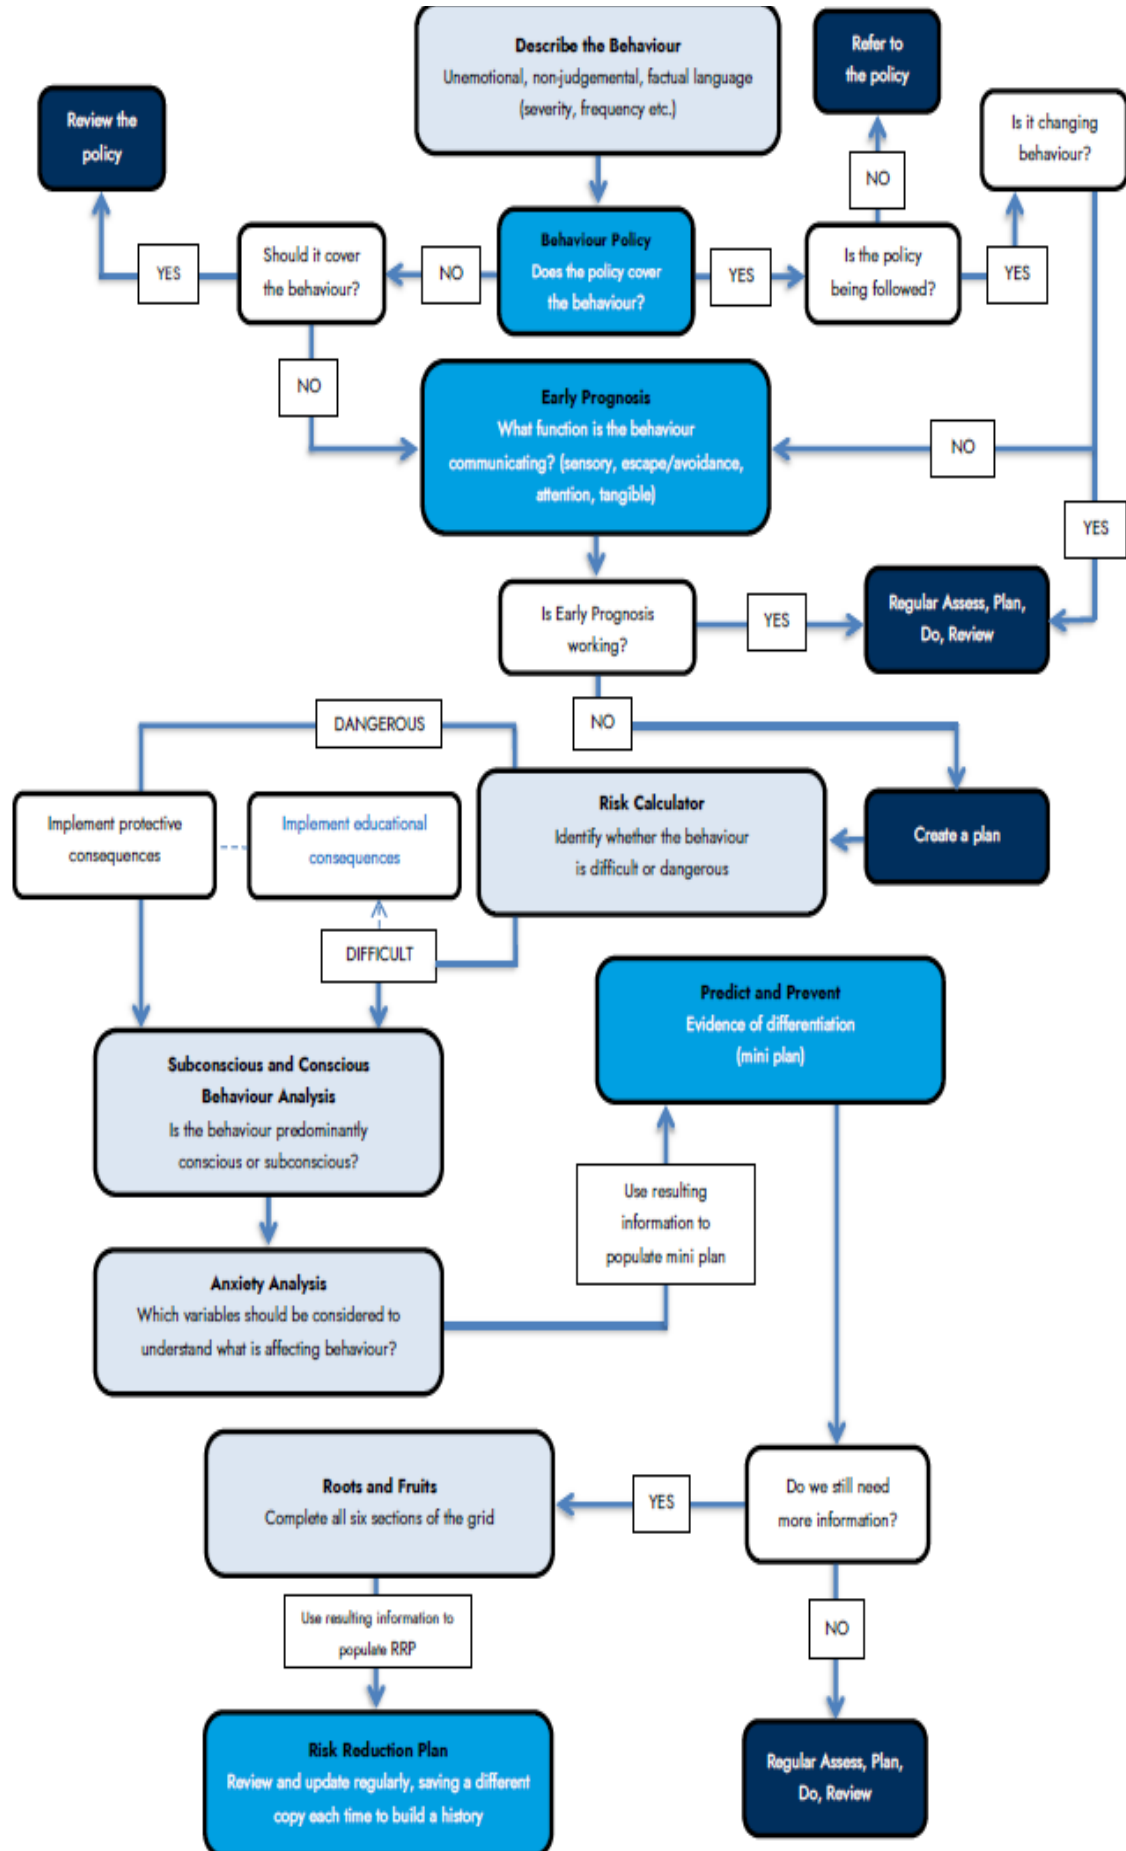 Describe the Behaviour
Unemotional, non-judgemental, factual language
(severity, frequency etc.)
Refer to
the policy
Review the
policy
Is it changing
behaviour?
NO
Should it cover
the behaviour?
YES
NO
Behaviour Policy
Does the policy cover
the behaviour?
YES
Is the policy
being followed?
YES
NO
Early Prognosis
What function is the behaviour
communicating? (sensory, escape/avoidance,
attention, tangible)
NO
YES
Is Early Prognosis
working?
YES
Regular Assess, Plan,
Do, Review
NO
DANGEROUS
Implement protective
consequences
Implement educational
consequences
Risk Calculator
Identify whether the behaviour
is difficult or dangerous
Create a plan
DIFFICULT
Predict and Prevent
Evidence of differentiation
(mini plan)
Subconscious and Conscious
Behaviour Analysis
Is the behaviour predominantly
conscious or subconscious?
Use resulting
information to
populate mini plan
Anxiety Analysis
Which variables should be considered to
understand what is affecting behaviour?
Roots and Fruits
Complete all six sections of the grid
YES
Do we still need
more information?
Use resulting information to
populate RRP
NO
Risk Reduction Plan
Review and update regularly, saving a different
copy each time to build a history
Regular Assess, Plan,
Do, Review